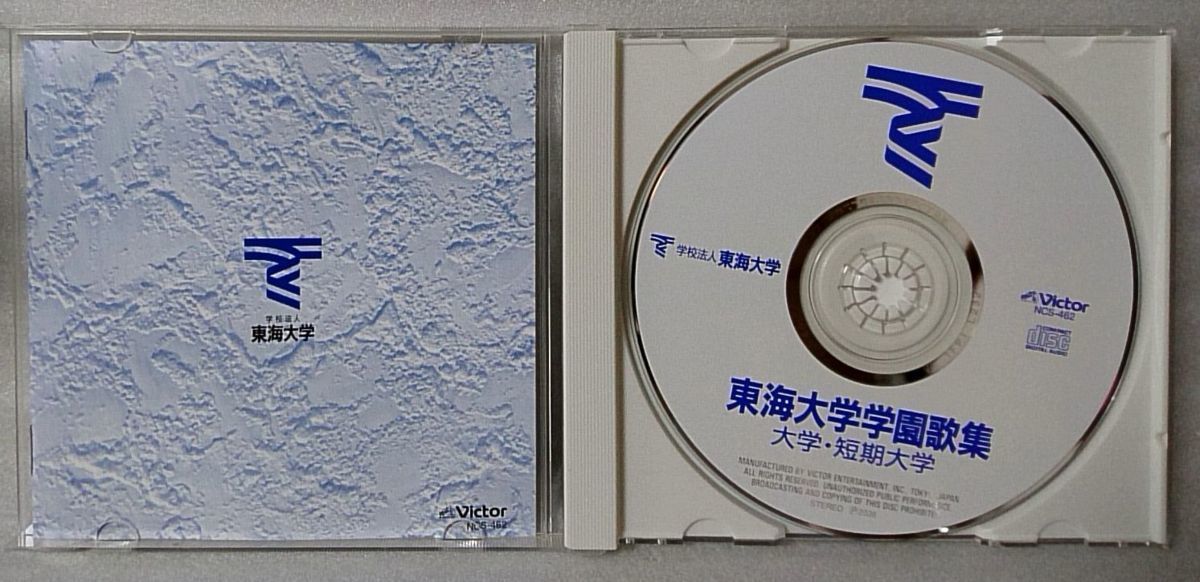 学校法人
東海大学
Victor
NCS-462
学校法人 東海大学
Victor
NCS-462
COMPACT
disc
DIGITAL AUDIO
東海大学学園歌集
大学・短期大学
MANUFACTURED BY VICTOR ENTERTAINMENT, INC. TOKYO, JAPAN
ALL RIGHTS RESERVED. UNAUTHORIZED PUBLIC PERFORMANCE,
BROADCASTING AND COPYING OF THIS DISC PROHIBITED
STEREO